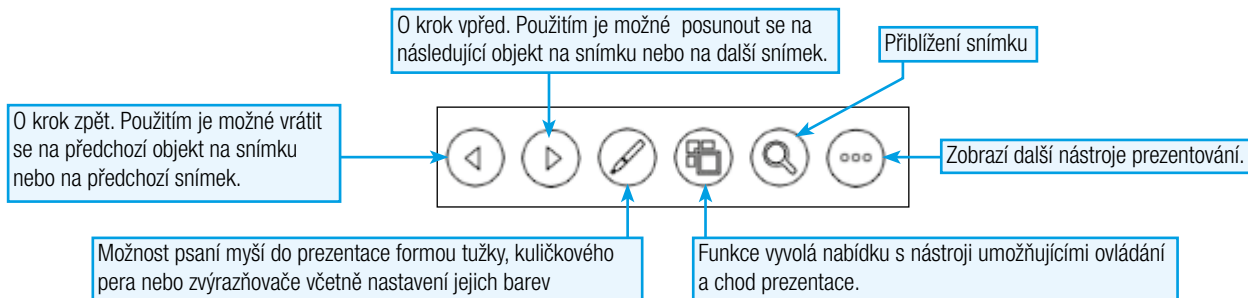 O krok vpřed. Použitím je možné  posunout se na
následující objekt na snímku nebo na další snímek.
Přiblížení snímku
O krok zpět. Použitím je možné vrátit
se na předchozí objekt na snímku
nebo na předchozí snímek.
Zobrazí další nástroje prezentování.
Možnost psaní myší do prezentace formou tužky, kuličkového
pera nebo zvýrazňovače včetně nastavení jejich barev
Funkce vyvolá nabídku s nástroji umožňujícími ovládání
a chod prezentace.